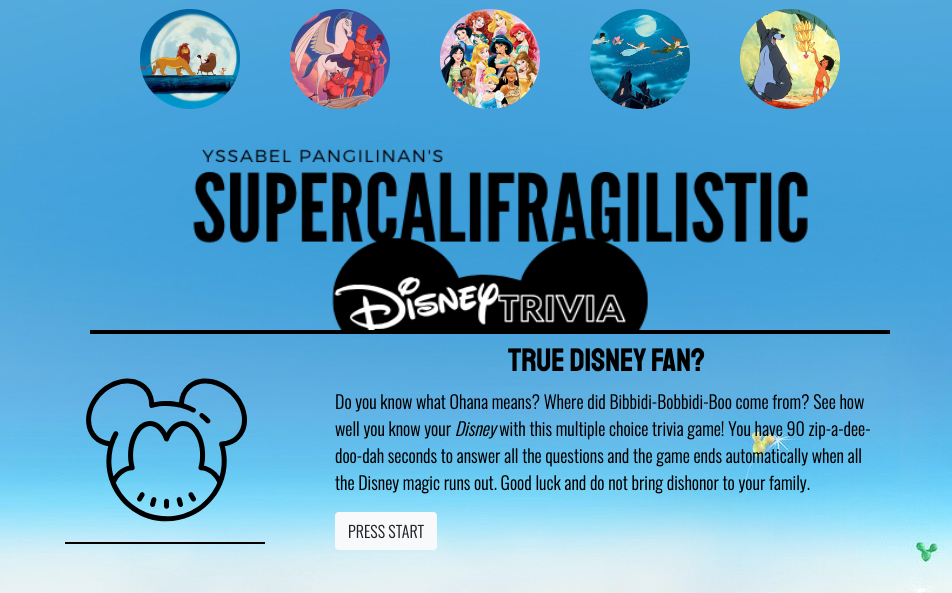 YSSABEL PANGILINAN'S
SUPERCALIFRAGILISTIC
Disney TRIVIA
TRUE DISNEY FAN?
Do you know what Ohana means? Where did Bibbidi-Bobbidi-Boo come from? See how
well you know your Disney with this multiple choice trivia game! You have 90 zip-a-dee-
doo-dah seconds to answer all the questions and the game ends automatically when all
the Disney magic runs out. Good luck and do not bring dishonor to your family.
PRESS START